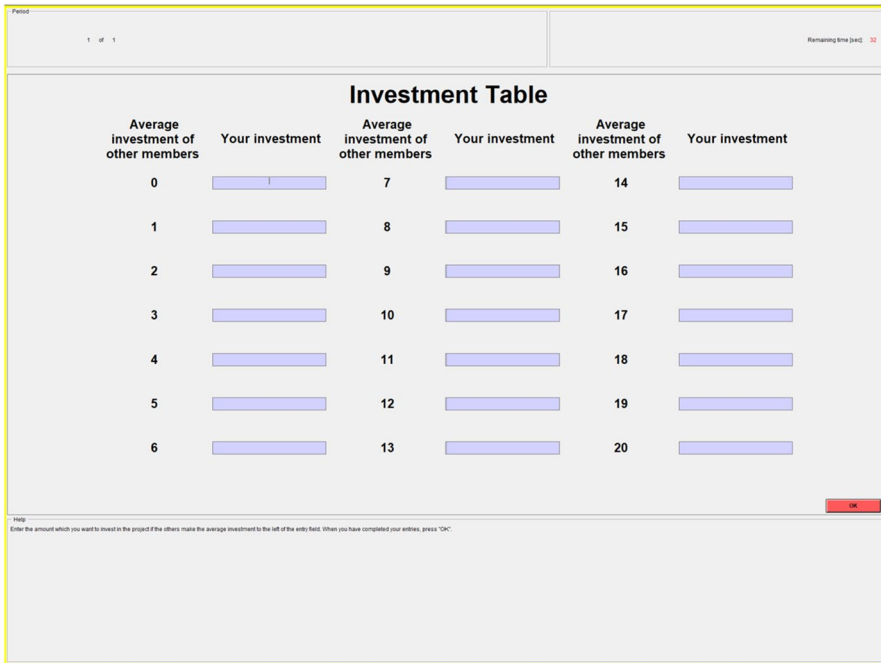 Period
1 of 1
Remaining time [sec]: 32
Investment Table
Average investment of other members Your investment Average investment of other members Your investment Average investment of other members Your investment
0 7 14
1 8 15
2 9 16
3 10 17
4 11 18
5 12 19
6 13 20
OK
Help
Enter the amount which you want to invest in the project if the others make the average investment to the left of the entry field. When you have completed your entries, press "OK".